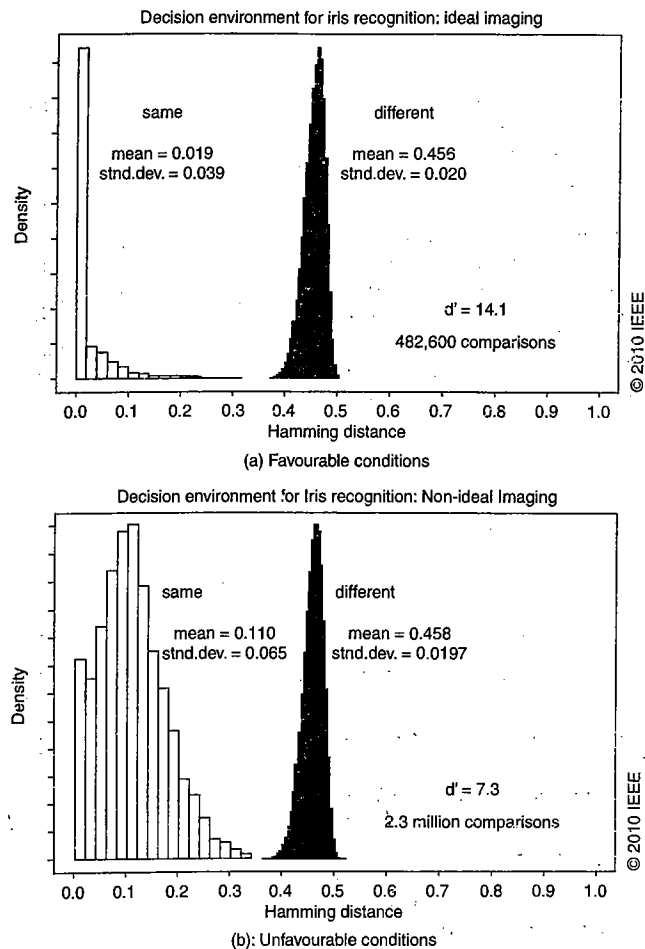 Decision environment for iris recognition: ideal imaging
same
different
mean = 0.019
stnd.dev. = 0.039
mean = 0.456
stnd.dev. = 0.020
Density
d' = 14.1
482,600 comparisons
© 2010 IEEE
0.0 0.1 0.2 0.3 0.4 0.5 0.6 0.7 0.8 0.9 1.0
Hamming distance
(a) Favourable conditions
Decision environment for Iris recognition: Non-ideal Imaging
same
different
mean = 0.110
stnd.dev. = 0.065
mean = 0.458
stnd.dev. = 0.0197
Density
d' = 7.3
2.3 million comparisons
© 2010 IEEE
0.0 0.1 0.2 0.3 0.4 0.5 0.6 0.7 0.8 0.9 1.0
Hamming distance
(b): Unfavourable conditions